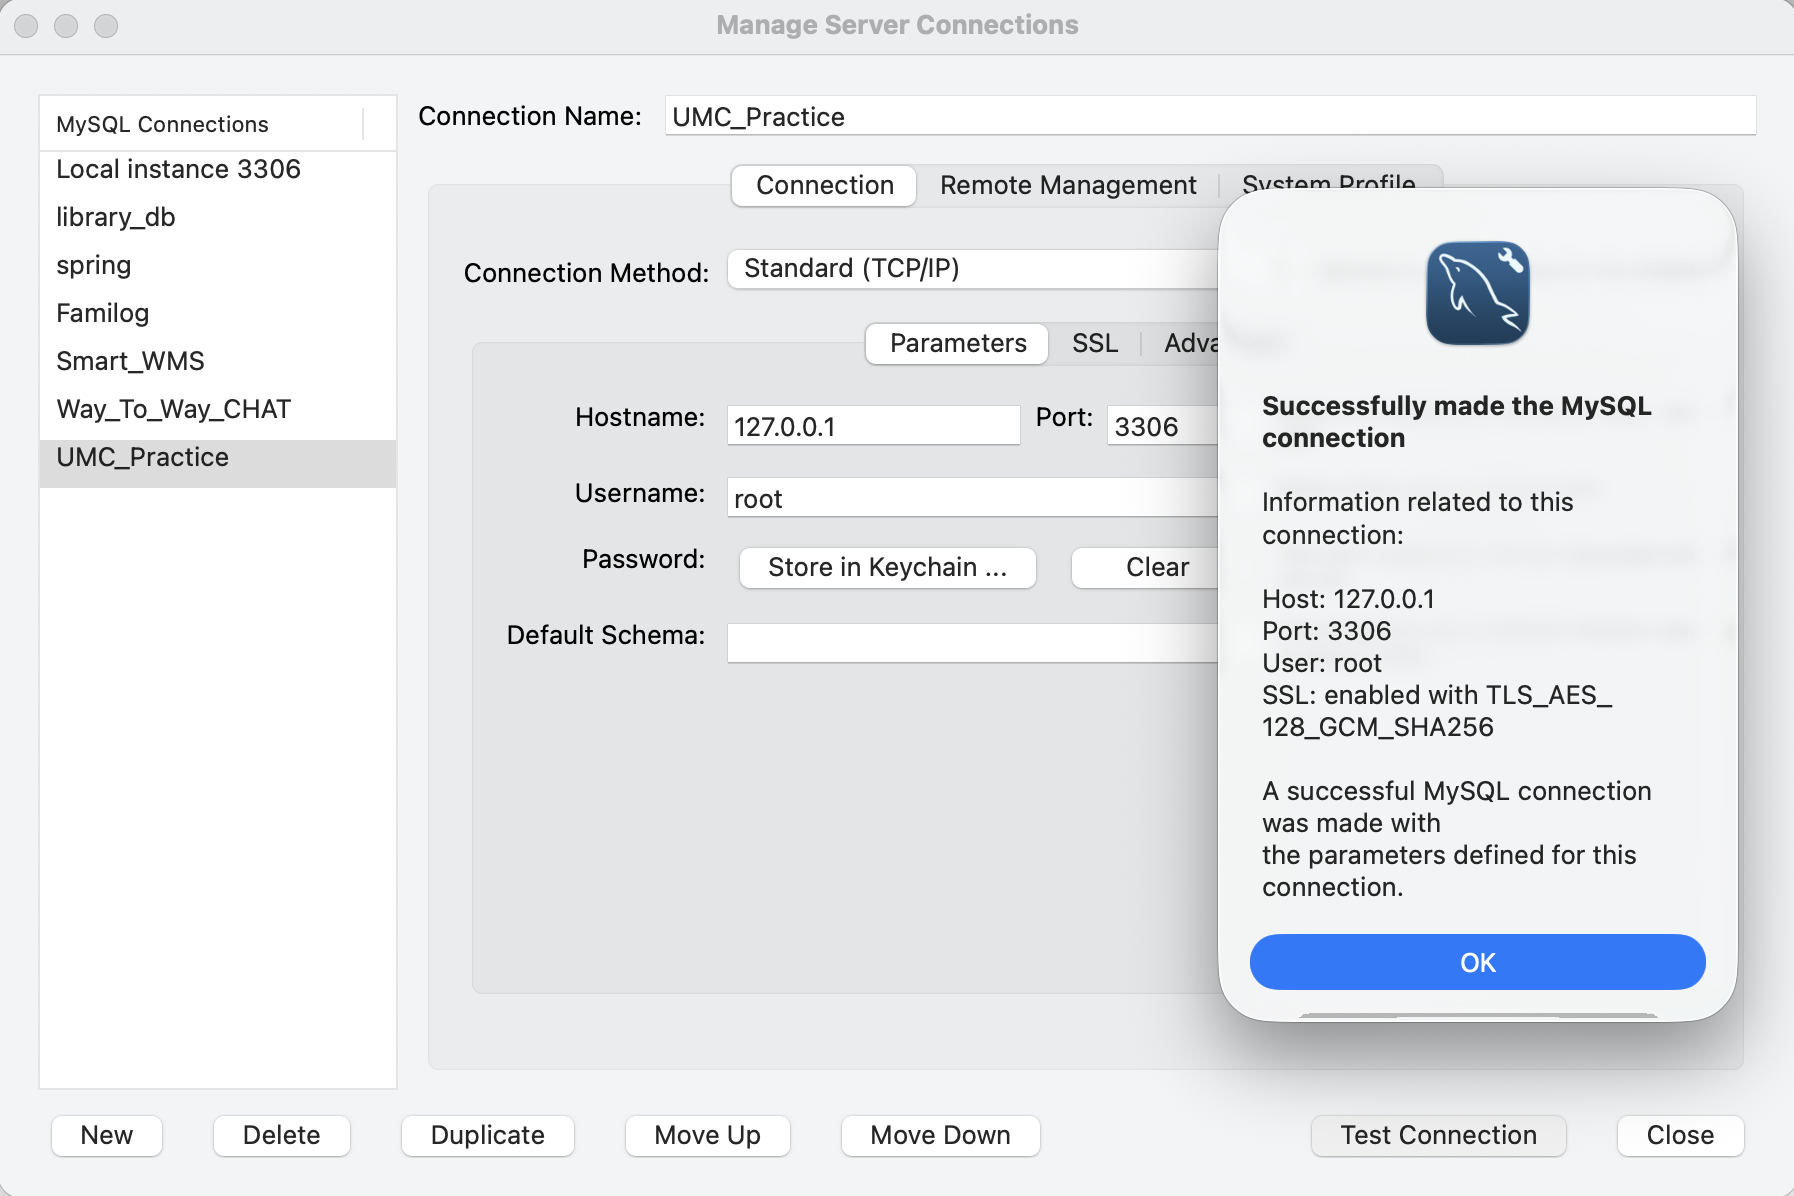 Manage Server Connections
MySQL Connections
Local instance 3306
library_db
spring
Familog
Smart_WMS
Way_To_Way_CHAT
UMC_Practice
Connection Name: UMC_Practice
Connection Remote Management System Profile
Connection Method: Standard (TCP/IP)
Parameters SSL Adva
Hostname: 127.0.0.1 Port: 3306
Username: root
Password: Store in Keychain ... Clear
Default Schema:
Successfully made the MySQL
connection
Information related to this
connection:
Host: 127.0.0.1
Port: 3306
User: root
SSL: enabled with TLS_AES_
128_GCM_SHA256
A successful MySQL connection
was made with
the parameters defined for this
connection.
OK
New Delete Duplicate Move Up Move Down Test Connection Close